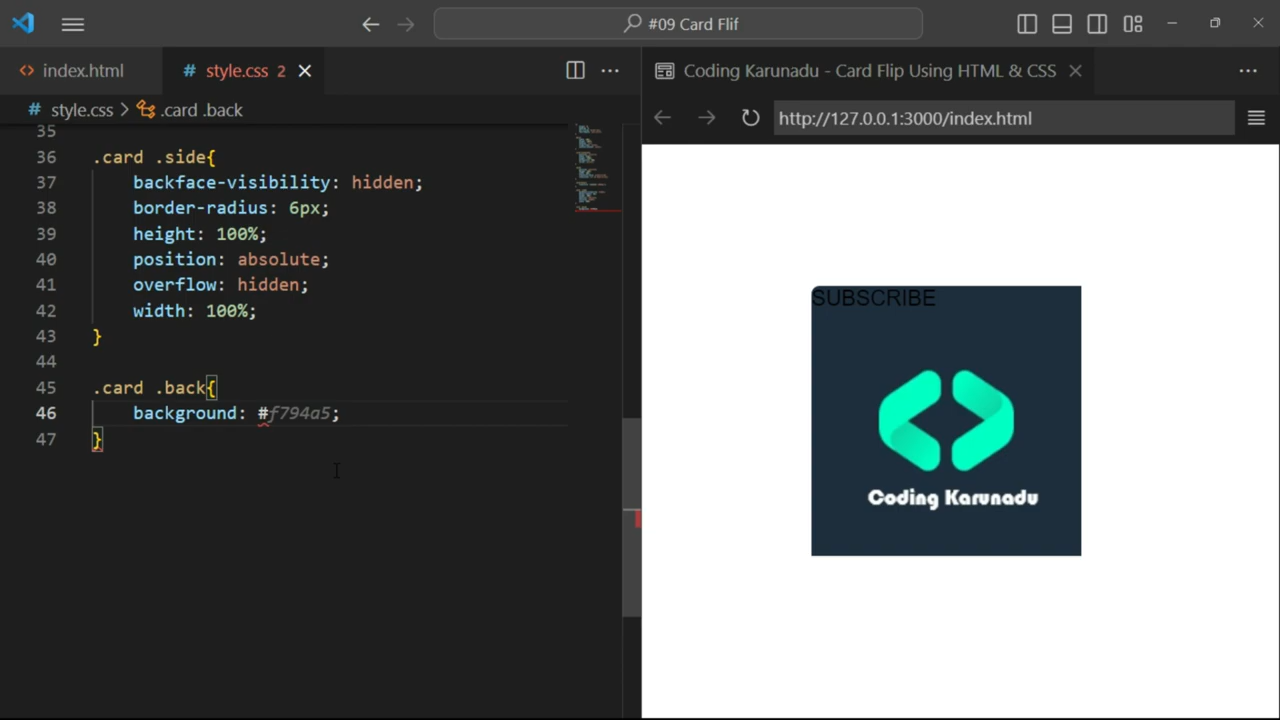 #09 Card Flif
index.html
# style.css 2
Coding Karunadu - Card Flip Using HTML & CSS
# style.css > .card .back
http://127.0.0.1:3000/index.html
35
36 .card .side{
37 backface-visibility: hidden;
38 border-radius: 6px;
39 height: 100%;
40 position: absolute;
41 overflow: hidden;
42 width: 100%;
43 }
44
45 .card .back{
46 background: #f794a5;
47 }
SUBSCRIBE
Coding Karunadu